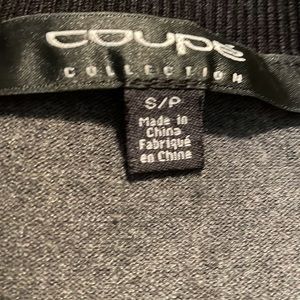 coupe
COLLECTION
S/P
Made in
China
Fabriqué
en Chine